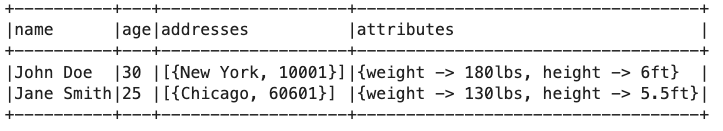 +----------+---+-------------------+-----------------------------------+
|name      |age|addresses          |attributes                         |
+----------+---+-------------------+-----------------------------------+
|John Doe  |30 |[{New York, 10001}]|{weight -> 180lbs, height -> 6ft}  |
|Jane Smith|25 |[{Chicago, 60601}] |{weight -> 130lbs, height -> 5.5ft}|
+----------+---+-------------------+-----------------------------------+